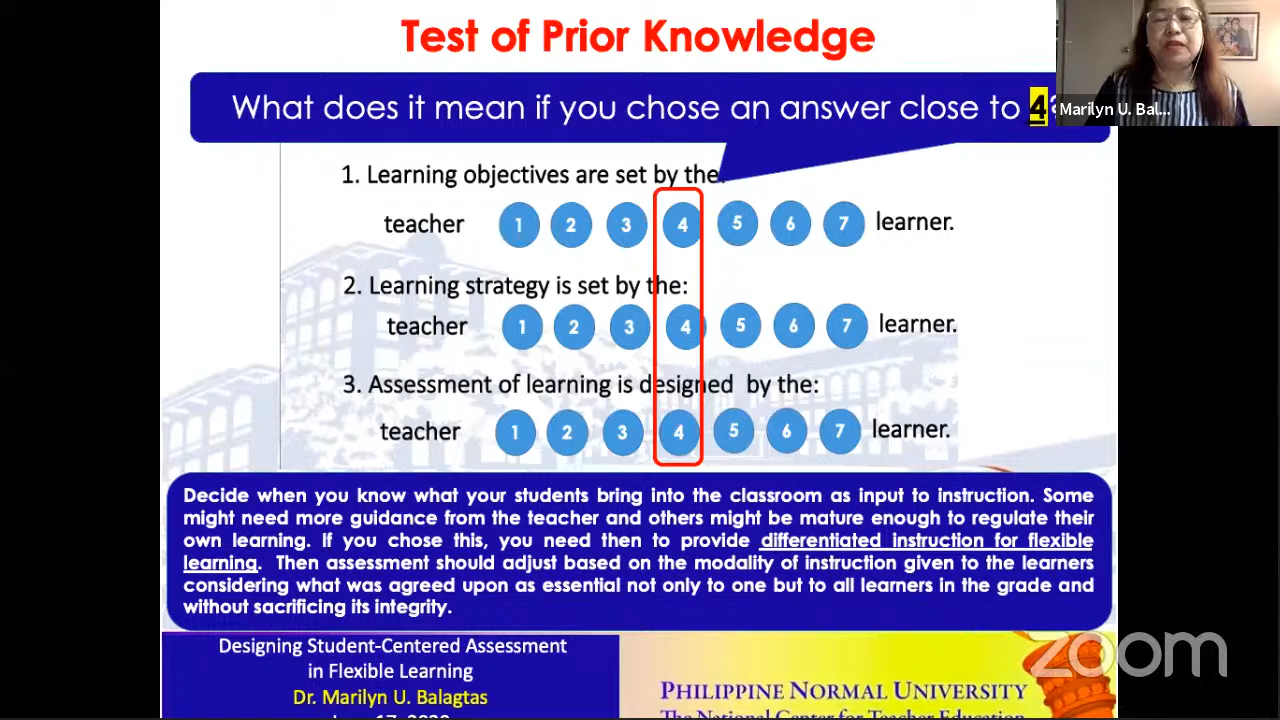 Test of Prior Knowledge
What does it mean if you chose an answer close to 4?
Marilyn U. Bal...
1. Learning objectives are set by the:
teacher 1 2 3 4 5 6 7 learner.
2. Learning strategy is set by the:
teacher 1 2 3 4 5 6 7 learner.
3. Assessment of learning is designed by the:
teacher 1 2 3 4 5 6 7 learner.
Decide when you know what your students bring into the classroom as input to instruction. Some
might need more guidance from the teacher and others might be mature enough to regulate their
own learning. If you chose this, you need then to provide differentiated instruction for flexible
learning. Then assessment should adjust based on the modality of instruction given to the learners
considering what was agreed upon as essential not only to one but to all learners in the grade and
without sacrificing its integrity.
Designing Student-Centered Assessment
in Flexible Learning
Dr. Marilyn U. Balagtas
17, 2020
zoom
PHILIPPINE NORMAL UNIVERSITY
The National Center for Teacher Education